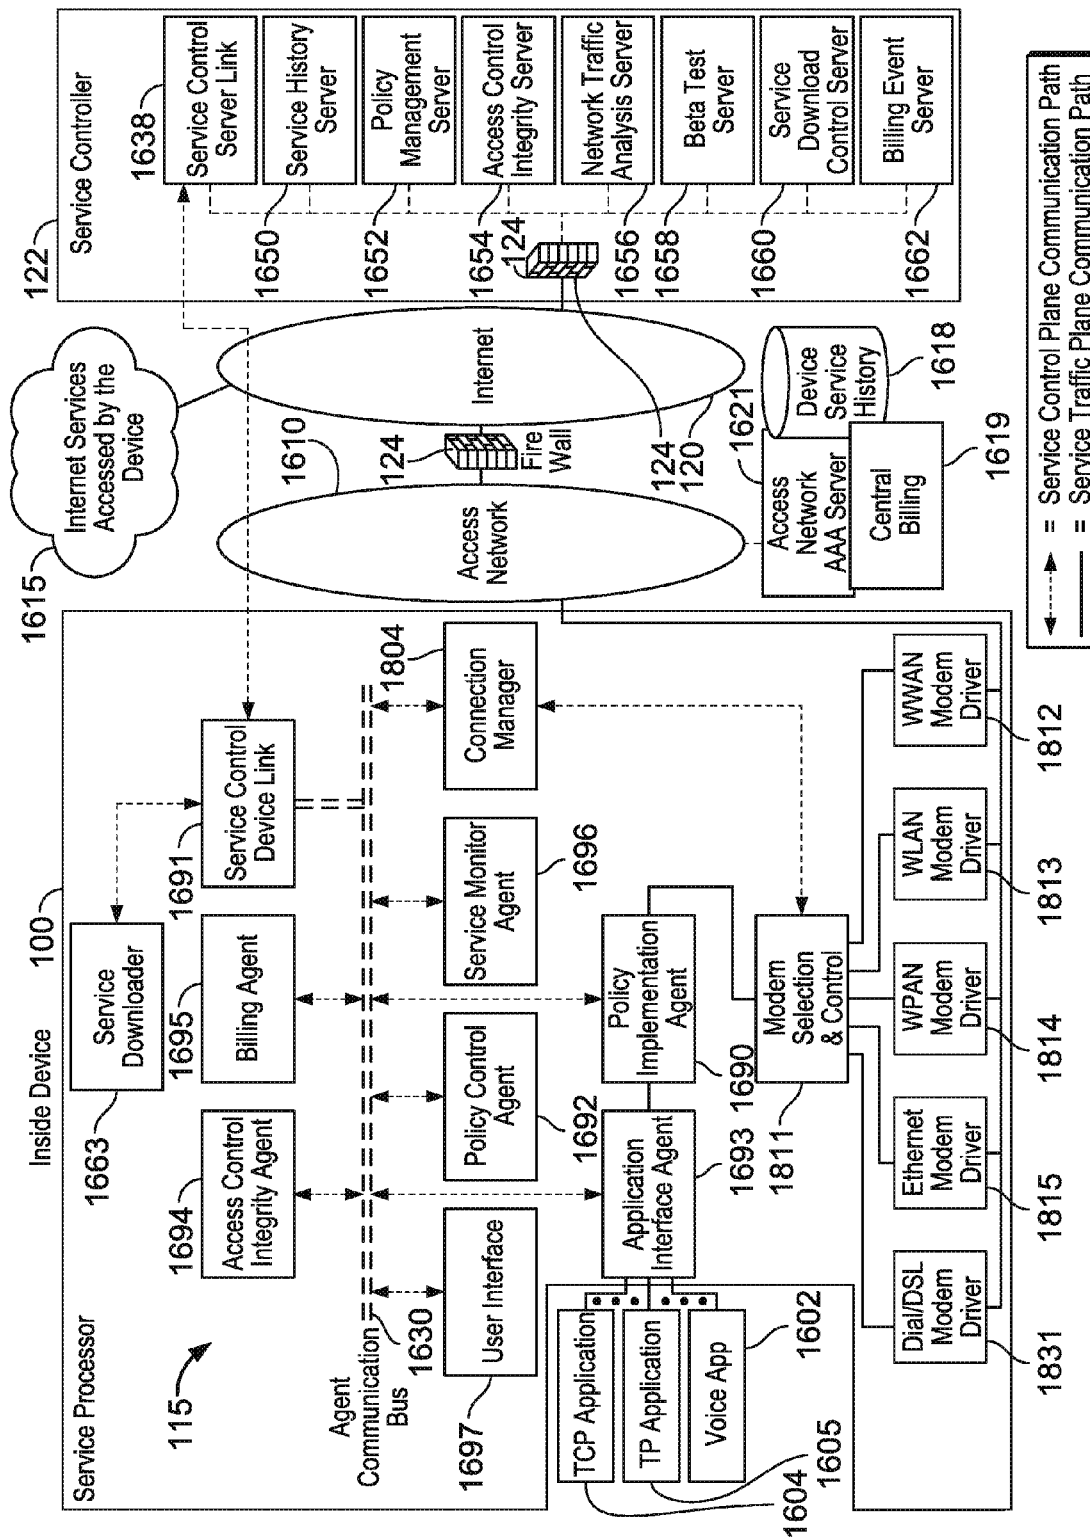 Service Processor
Inside Device
100
115
1694
Access Control
Integrity Agent
1663
Service
Downloader
1695
Billing Agent
1691
Service Control
Device Link
Agent
Communication
Bus
1630
1697
User Interface
Policy Control
Agent
1692
Service Monitor
Agent
1696
Connection
Manager
1804
TCP Application
TP Application
Voice App
1604
1605
1602
Application
Interface Agent
1693
Policy
Implementation
Agent
1690
Modem
Selection
& Control
1811
Dial/DSL
Modem
Driver
1831
Ethernet
Modem
Driver
1815
WPAN
Modem
Driver
1814
WLAN
Modem
Driver
1813
WWAN
Modem
Driver
1812
1615
Internet Services
Accessed by the
Device
1610
Access
Network
124
Fire
Wall
Internet
124
120
1621
Access
Network
AAA Server
Device
Service
History
1618
Central
Billing
1619
122
Service Controller
1638
Service Control
Server Link
1650
Service History
Server
1652
Policy
Management
Server
1654
Access Control
Integrity Server
124
1656
Network Traffic
Analysis Server
1658
Beta Test
Server
1660
Service
Download
Control Server
1662
Billing Event
Server
= Service Control Plane Communication Path
= Service Traffic Plane Communication Path